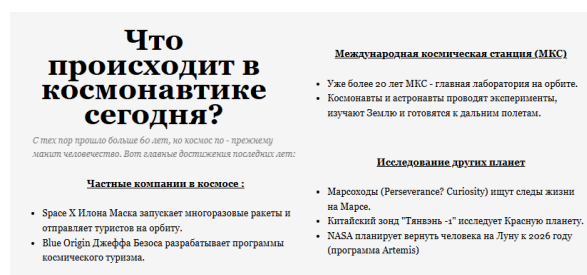 Что
происходит в
космонавтике
сегодня?
С тех пор прошло больше 60 лет, но космос по - прежнему
манит человечество. Вот главные достижения последних лет:
Частные компании в космосе :
• Space X Илона Маска запускает многоразовые ракеты и
отправляет туристов на орбиту.
• Blue Origin Джеффа Безоса разрабатывает программы
космического туризма.
Международная космическая станция (МКС)
• Уже более 20 лет МКС - главная лаборатория на орбите.
• Космонавты и астронавты проводят эксперименты,
изучают Землю и готовятся к дальним полетам.
Исследование других планет
• Марсоходы (Perseverance? Curiosity) ищут следы жизни
на Марсе.
• Китайский зонд "Тянвэнь -1" исследует Красную планету.
• NASA планирует вернуть человека на Луну к 2026 году
(программа Artemis)